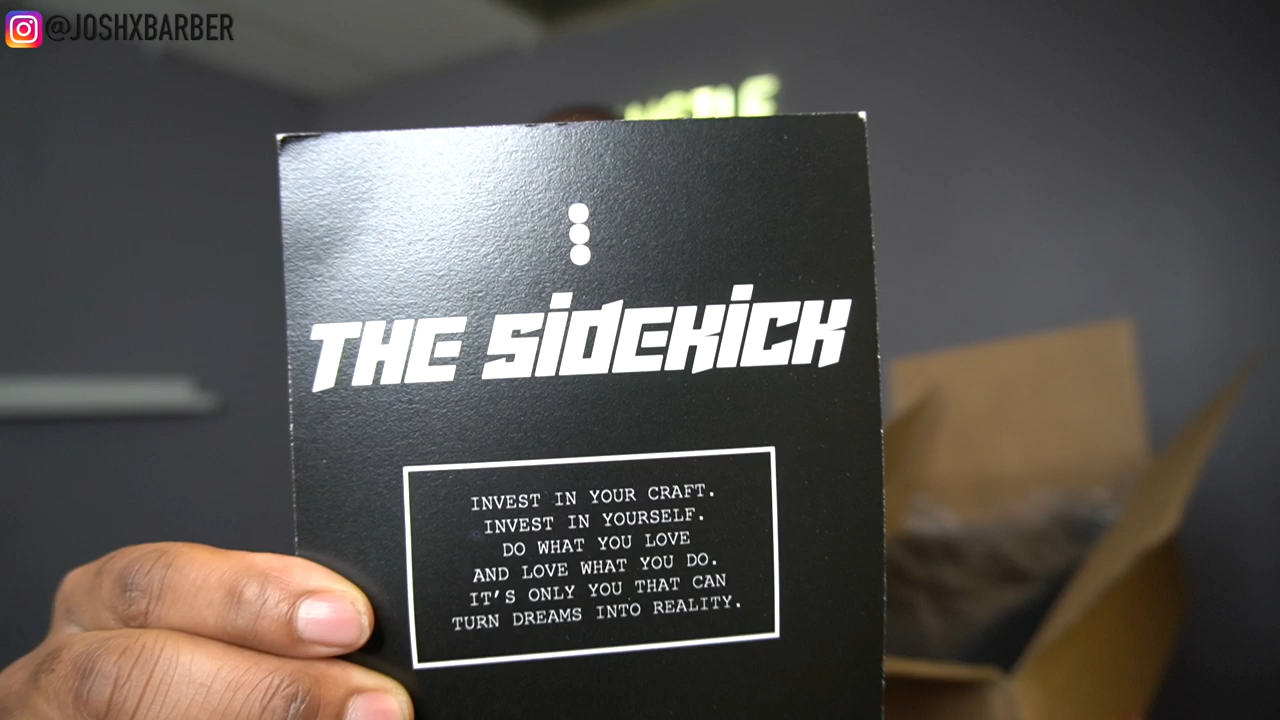 @JOSHXBARBER
THE SIDEKICK
INVEST IN YOUR CRAFT.
INVEST IN YOURSELF.
DO WHAT YOU LOVE
AND LOVE WHAT YOU DO.
IT'S ONLY YOU THAT CAN
TURN DREAMS INTO REALITY.